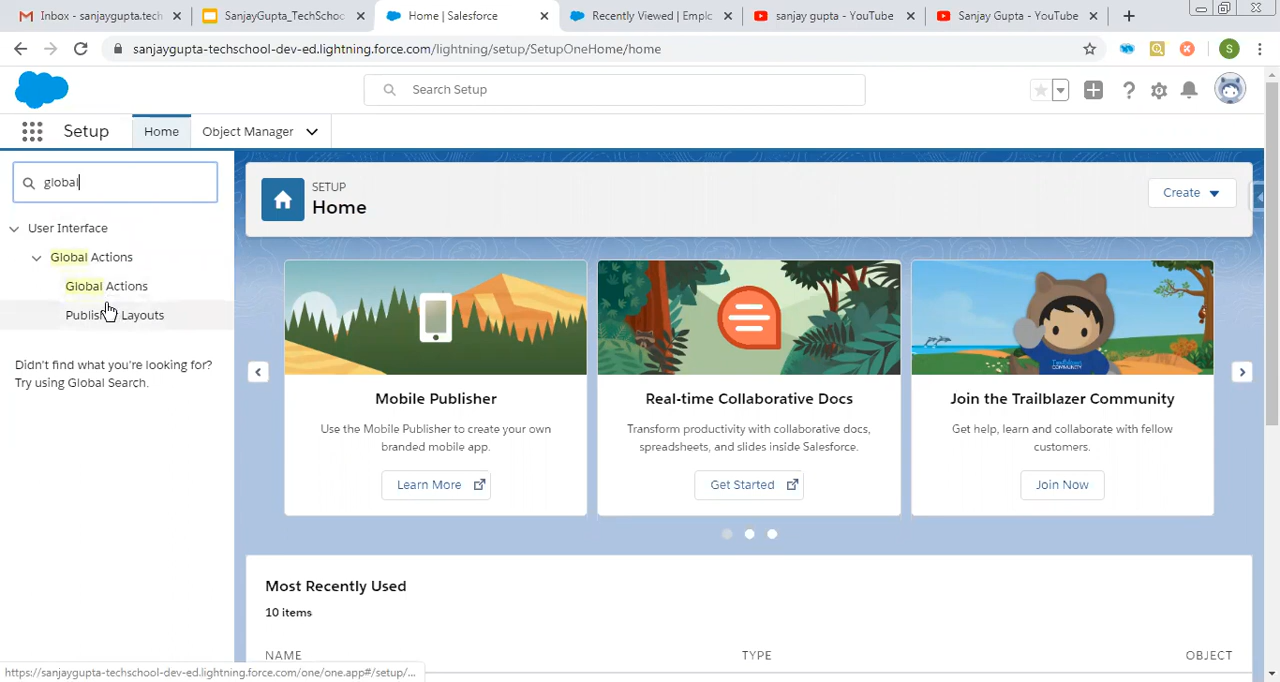 Inbox - sanjaygupta.tech
SanjayGupta_TechSchoo
Home | Salesforce
Recently Viewed | Emplo
sanjay gupta - YouTube
Sanjay Gupta - YouTube
sanjaygupta-techschool-dev-ed.lightning.force.com/lightning/setup/SetupOneHome/home
S
Search Setup
Setup
Home
Object Manager
global
User Interface
Global Actions
Global Actions
Publisher Layouts
Didn't find what you're looking for?
Try using Global Search.
SETUP
Home
Create
Mobile Publisher
Use the Mobile Publisher to create your own
branded mobile app.
Learn More
Real-time Collaborative Docs
Transform productivity with collaborative docs,
spreadsheets, and slides inside Salesforce.
Get Started
Join the Trailblazer Community
Get help, learn and collaborate with fellow
customers.
Join Now
Most Recently Used
10 items
NAME
TYPE
OBJECT
https://sanjaygupta-techschool-dev-ed.lightning.force.com/one/one.app#/setup/...